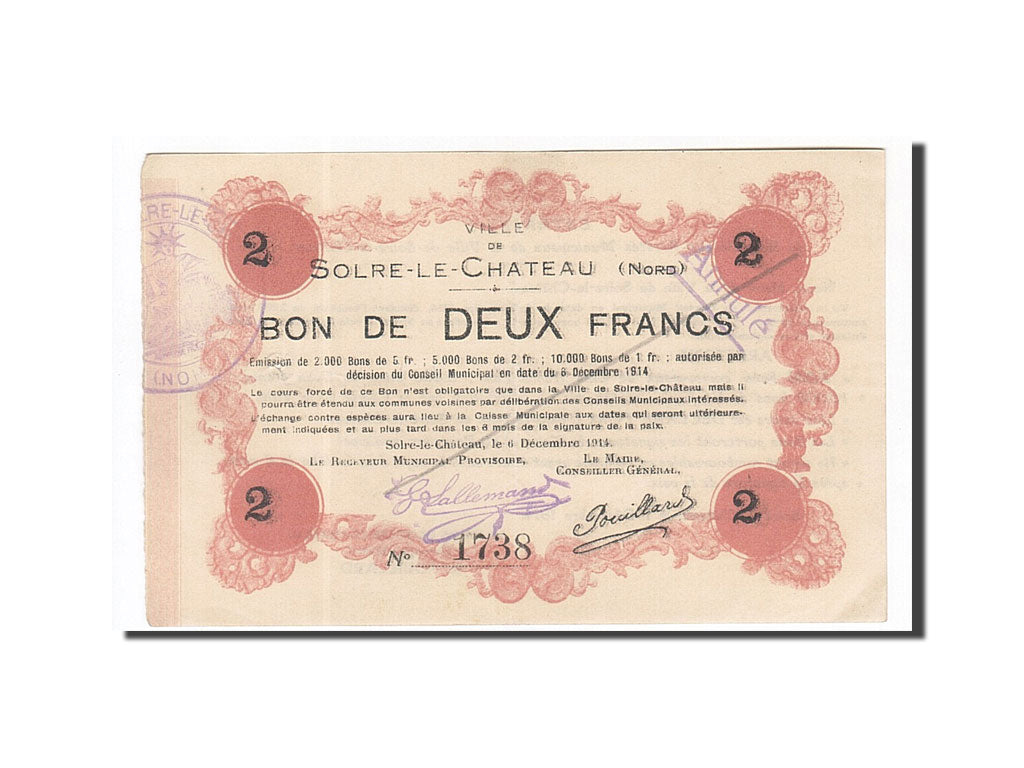 2 2
VILLE
DE
SOLRE-LE-CHATEAU (NORD)
BON DE DEUX FRANCS
Emission de 2.000 Bons de 5 fr. ; 5.000 Bons de 2 fr. ; 10.000 Bons de 1 fr. ; autorisée par
décision du Conseil Municipal en date du 6 Décembre 1914
Le cours forcé de ce Bon n'est obligatoire que dans la Ville de Solre-le-Château mais il
pourra être étendu aux communes voisines par délibération des Conseils Municipaux intéressés.
L'échange contre espèces aura lieu à la Caisse Municipale aux dates qui seront ultérieure-
ment indiquées et au plus tard dans les 6 mois de la signature de la paix.
Solre-le-Château, le 6 Décembre 1914.
LE RECEVEUR MUNICIPAL PROVISOIRE, LE MAIRE,
CONSEILLER GÉNÉRAL,
2 2
Lallemand Pouillard
No 1738
Annulé
LRE-LE-
(NO